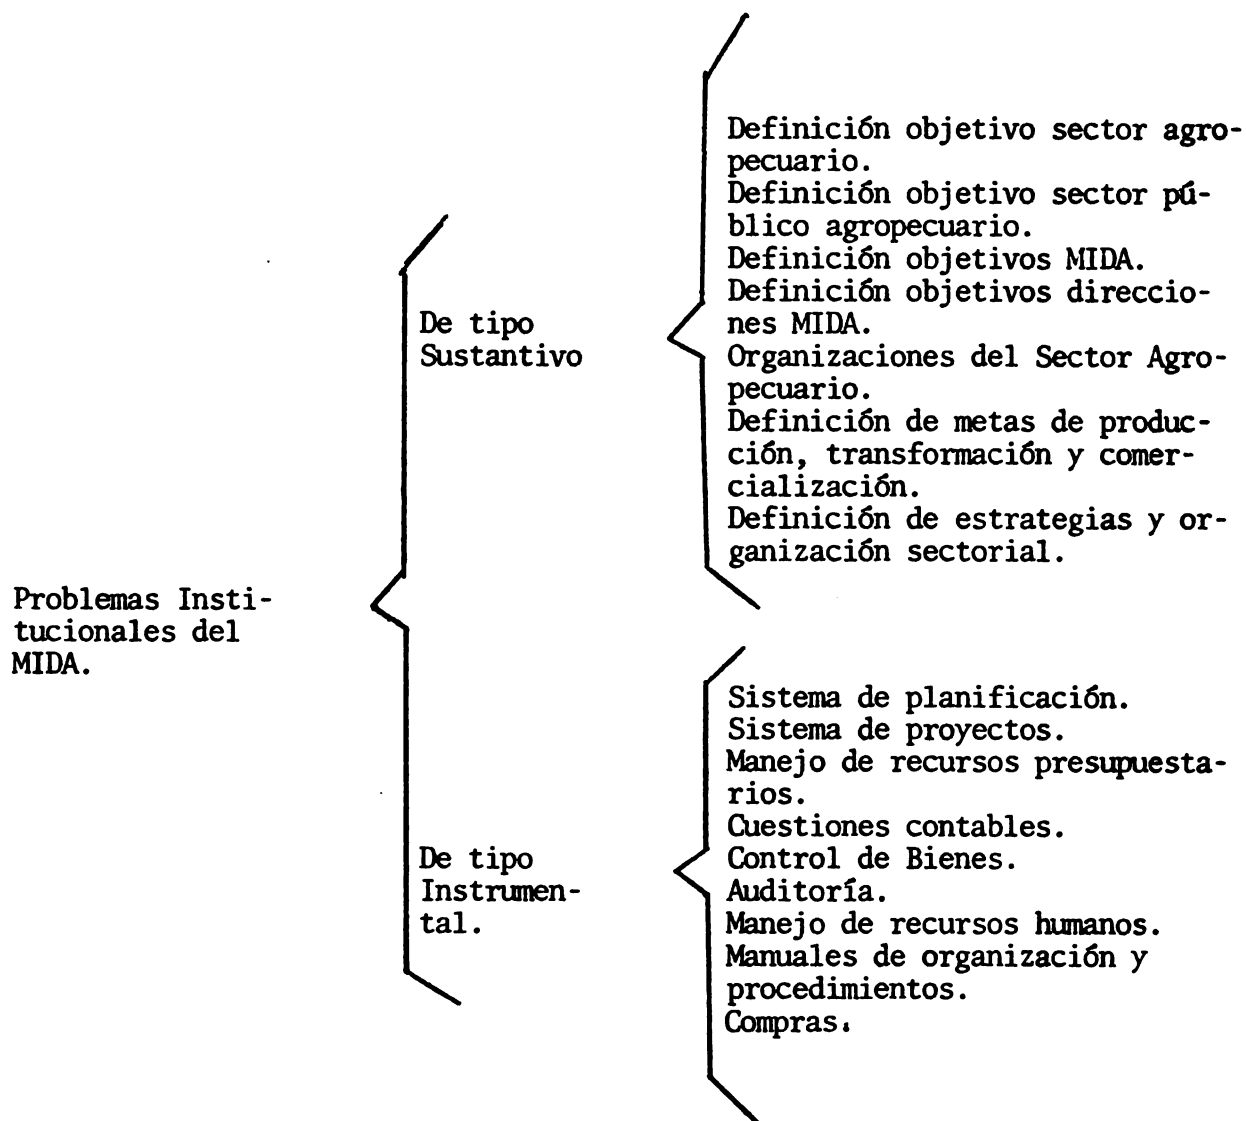 Problemas Insti-
tucionales del
MIDA.
De tipo
Sustantivo
Definición objetivo sector agro-
pecuario.
Definición objetivo sector pú-
blico agropecuario.
Definición objetivos MIDA.
Definición objetivos direccio-
nes MIDA.
Organizaciones del Sector Agro-
pecuario.
Definición de metas de produc-
ción, transformación y comer-
cialización.
Definición de estrategias y or-
ganización sectorial.
De tipo
Instrumen-
tal.
Sistema de planificación.
Sistema de proyectos.
Manejo de recursos presupuesta-
rios.
Cuestiones contables.
Control de Bienes.
Auditoría.
Manejo de recursos humanos.
Manuales de organización y
procedimientos.
Compras.